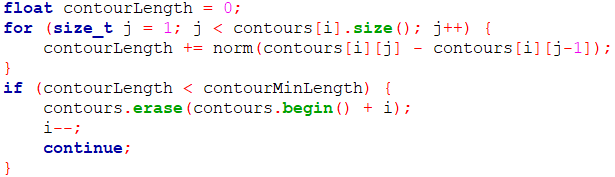 float contourLength = 0;
for (size_t j = 1; j < contours[i].size(); j++) {
    contourLength += norm(contours[i][j] - contours[i][j-1]);
}
if (contourLength < contourMinLength) {
    contours.erase(contours.begin() + i);
    i--;
    continue;
}